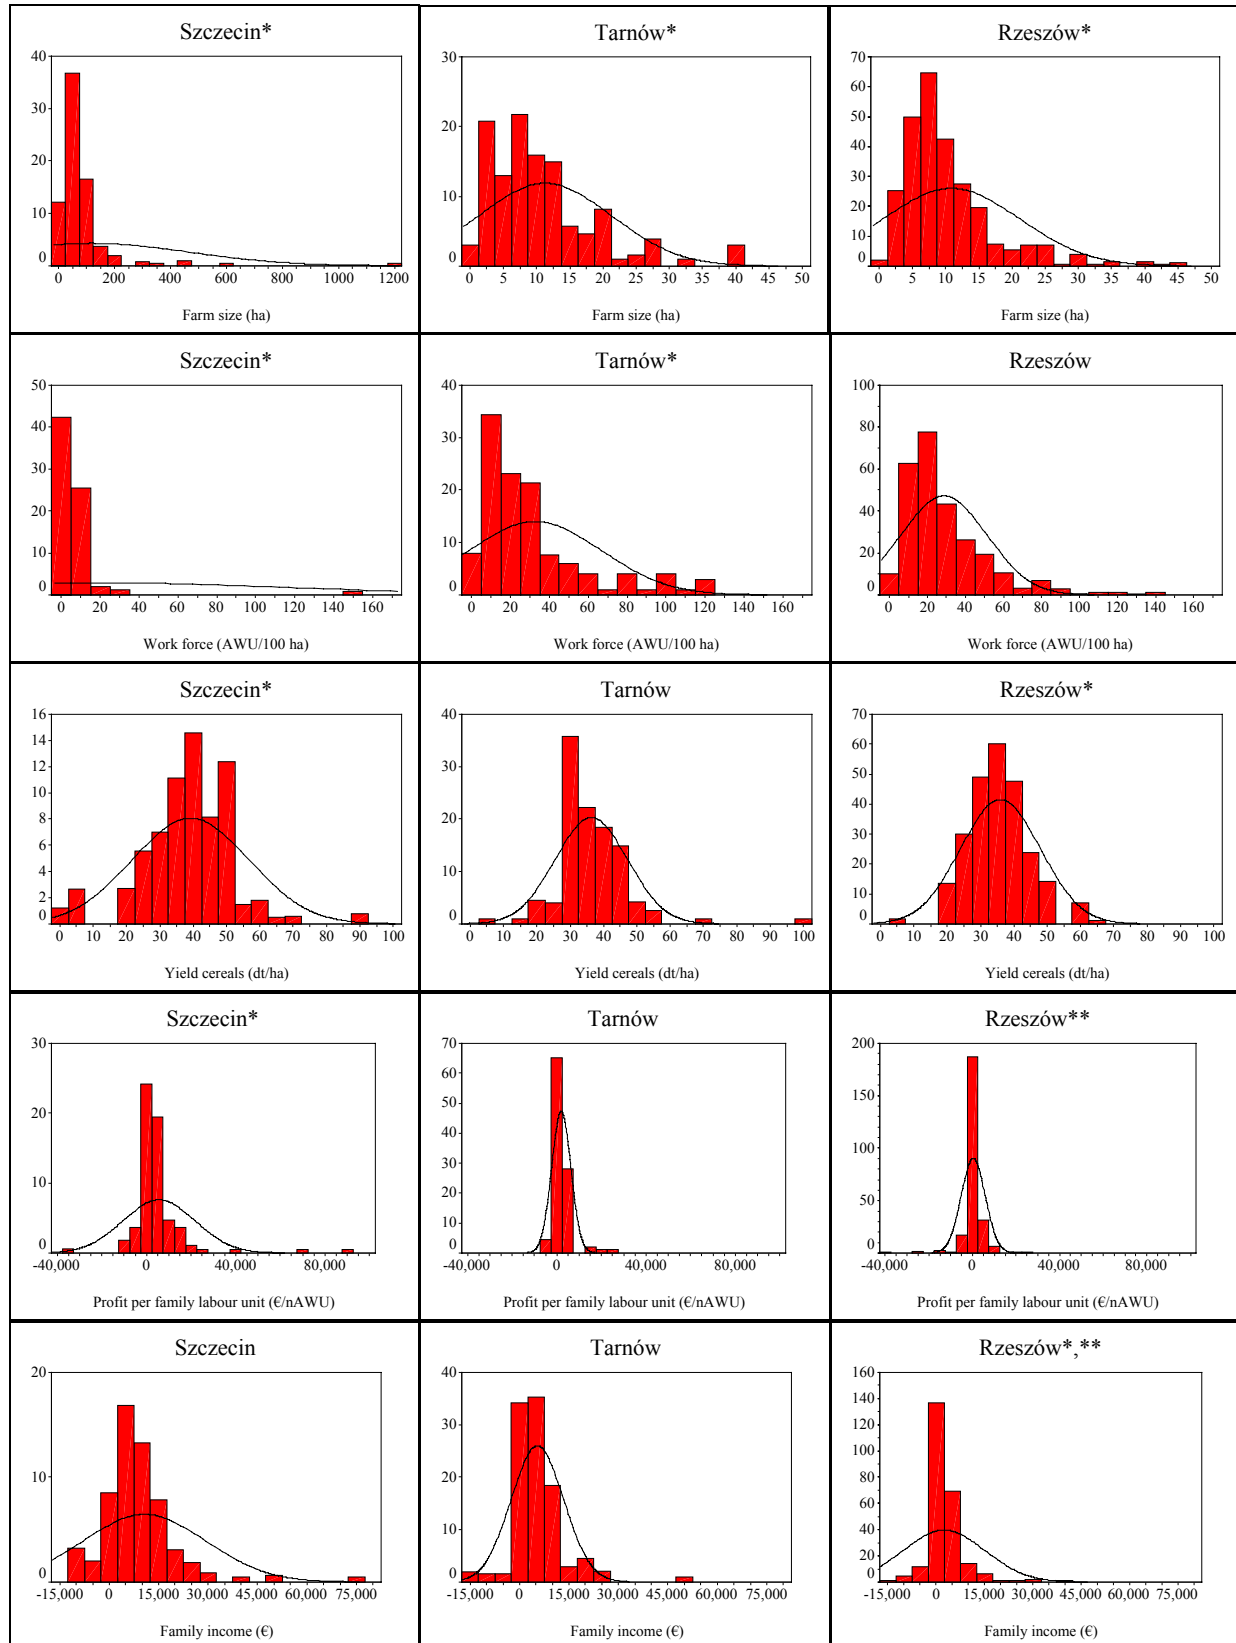 Szczecin*
40
30
20
10
0
0 200 400 600 800 1000 1200
Farm size (ha)
Tarnów*
30
20
10
0
0 5 10 15 20 25 30 35 40 45 50
Farm size (ha)
Rzeszów*
70
60
50
40
30
20
10
0
0 5 10 15 20 25 30 35 40 45 50
Farm size (ha)
Szczecin*
50
40
30
20
10
0
0 20 40 60 80 100 120 160
Work force (AWU/100 ha)
Tarnów*
40
30
20
10
0
0 20 40 60 80 100 120 160
Work force (AWU/100 ha)
Rzeszów
100
80
60
40
20
0
0 20 40 60 80 100 120 160
Work force (AWU/100 ha)
Szczecin*
16
14
12
10
8
6
4
2
0
0 10 20 30 40 50 60 70 80 90 100
Yield cereals (dt/ha)
Tarnów
40
30
20
10
0
0 10 20 30 40 50 60 70 80 90 100
Yield cereals (dt/ha)
Rzeszów*
70
60
50
40
30
20
10
0
0 10 20 30 40 50 60 70 80 90 100
Yield cereals (dt/ha)
Szczecin*
30
20
10
0
-40,000 0 40,000 80,000
Profit per family labour unit (€/nAWU)
Tarnów
70
60
50
40
30
20
10
0
-40,000 0 40,000 80,000
Profit per family labour unit (€/nAWU)
Rzeszów**
200
150
100
50
0
-40,000 0 40,000 80,000
Profit per family labour unit (€/nAWU)
Szczecin
20
10
0
-15,000 0 15,000 30,000 45,000 75,000
Family income (€)
Tarnów
40
30
20
10
0
-15,000 0 15,000 30,000 45,000 75,000
Family income (€)
Rzeszów*,**
160
140
120
100
80
60
40
20
0
-15,000 0 15,000 30,000 45,000 75,000
Family income (€)